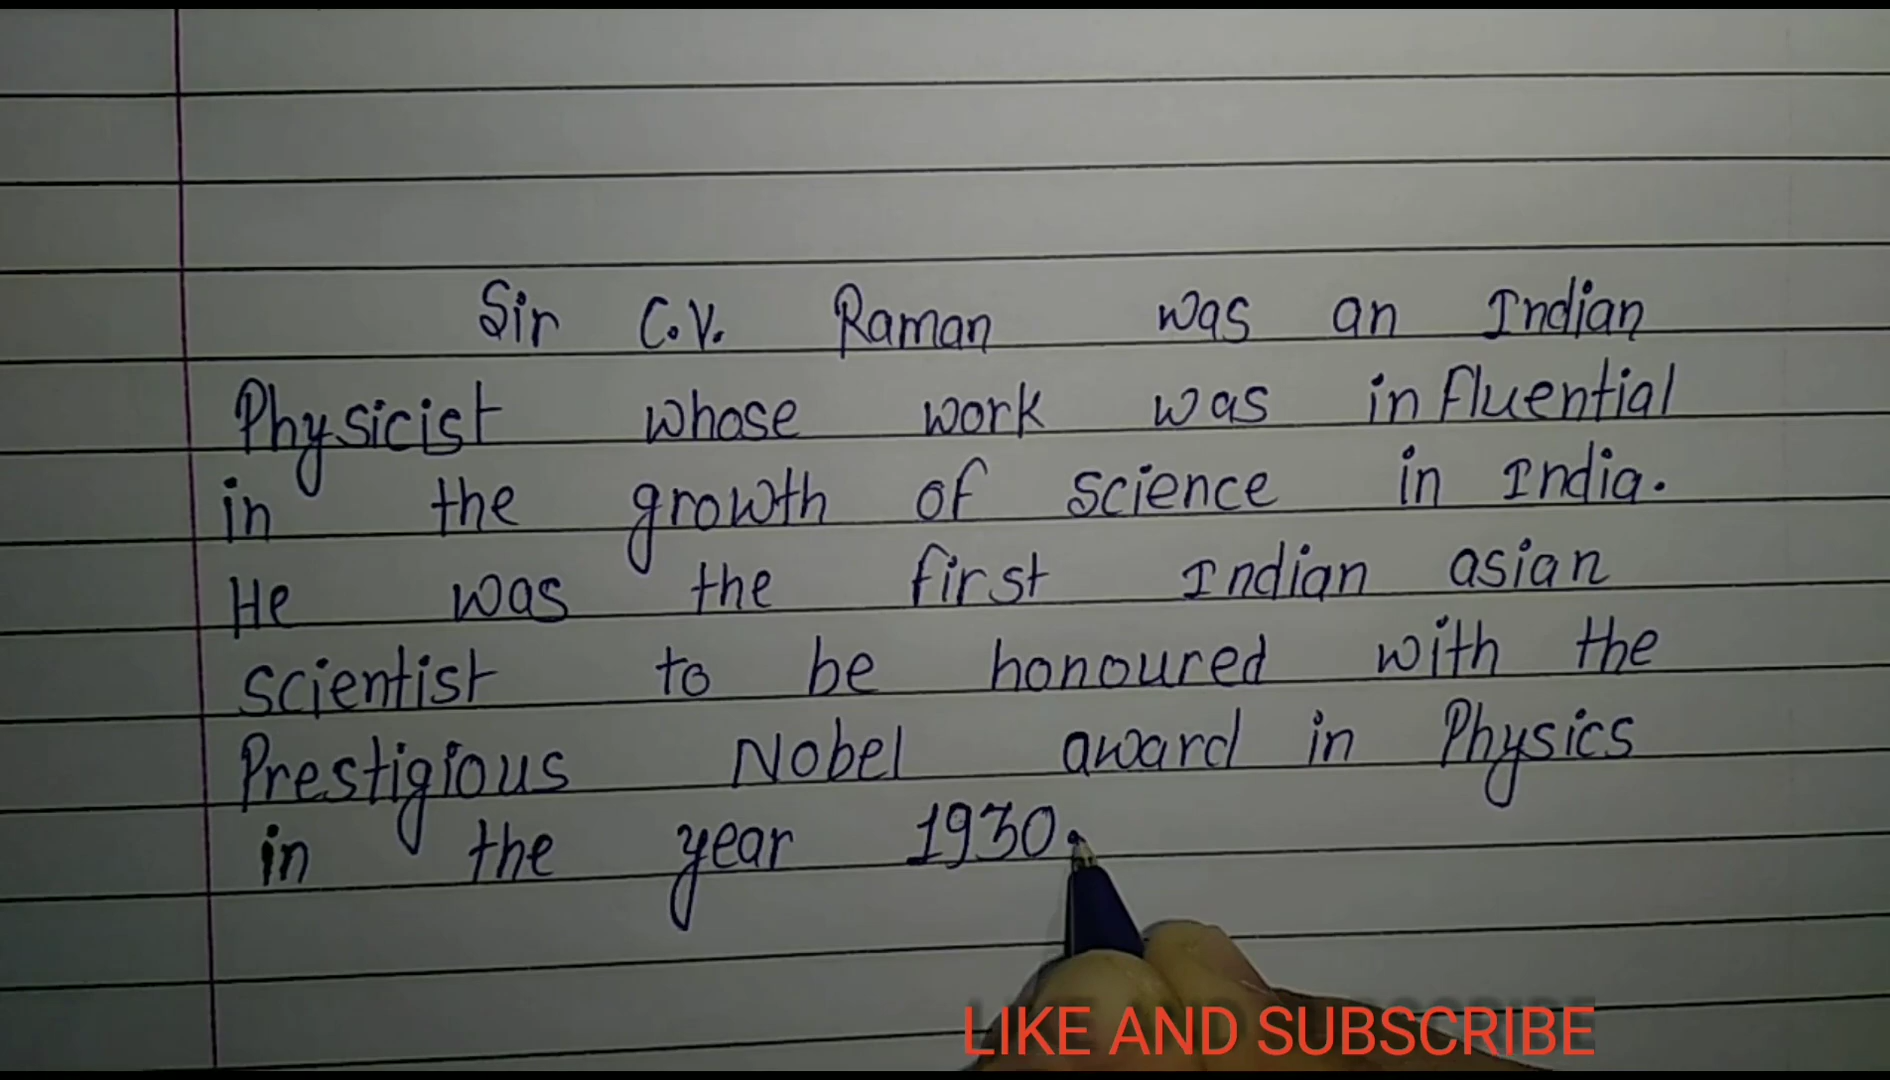 Sir C.V. Raman was an Indian
Physicist whose work was influential
in the growth of science in India.
He was the first Indian asian
scientist to be honoured with the
Prestigious Nobel award in Physics
in the year 1930.
LIKE AND SUBSCRIBE